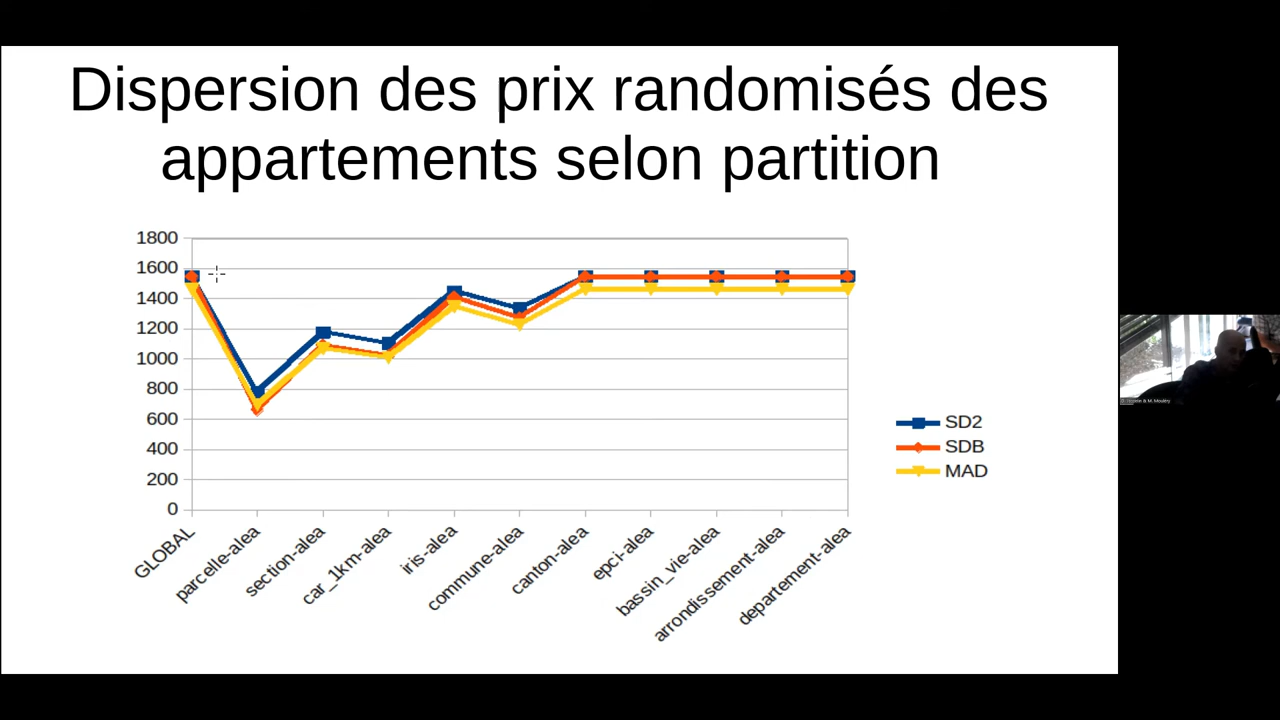 Dispersion des prix randomisés des
appartements selon partition
1800
1600
1400
1200
1000
800
600
400
200
0
GLOBAL
parcelle-alea
section-alea
car_1km-alea
iris-alea
commune-alea
canton-alea
epci-alea
bassin_vie-alea
arrondissement-alea
departement-alea
SD2
SDB
MAD